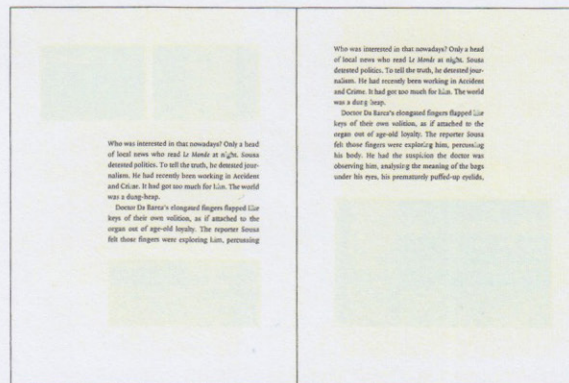 Who was interested in that nowadays? Only a head
of local news who read Le Monde at night. Sousa
detested politics. To tell the truth, he detested jour-
nalism. He had recently been working in Accident
and Crime. It had got too much for him. The world
was a dung-heap.
Doctor Da Barca's elongated fingers flapped like
keys of their own volition, as if attached to the
organ out of age-old loyalty. The reporter Sousa
felt those fingers were exploring him, percussing
Who was interested in that nowadays? Only a head
of local news who read Le Monde at night. Sousa
detested politics. To tell the truth, he detested jour-
nalism. He had recently been working in Accident
and Crime. It had got too much for him. The world
was a dung-heap.
Doctor Da Barca's elongated fingers flapped like
keys of their own volition, as if attached to the
organ out of age-old loyalty. The reporter Sousa
felt those fingers were exploring him, percussing
his body. He had the suspicion the doctor was
observing him, analysing the meaning of the bags
under his eyes, his prematurely puffed-up eyelids,